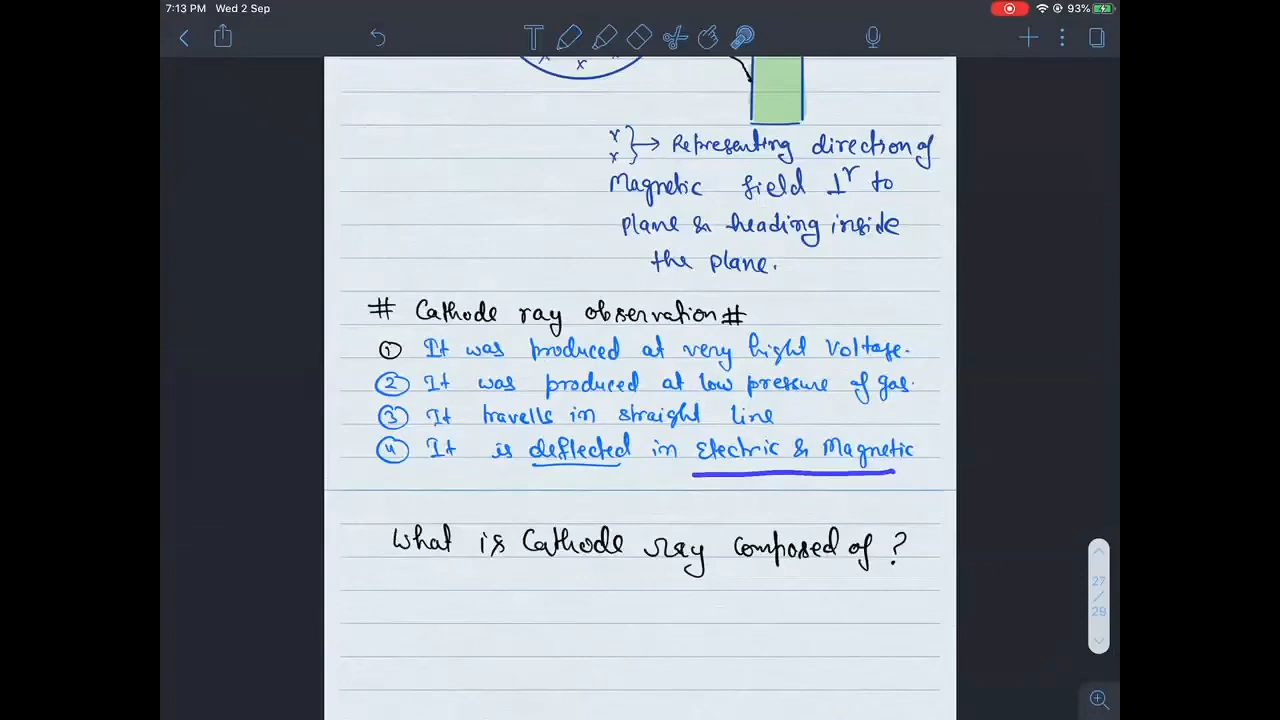 7:13 PM Wed 2 Sep
93%
T
x x x
x } → Representing direction of
x
Magnetic field ⊥r to
plane & heading inside
the plane.
# Cathode ray observation #
① It was produced at very hight voltage.
② It was produced at low pressure of gas.
③ It travells in straight line
④ It is deflected in Electric & Magnetic
What is Cathode ray composed of ?
27
/
29